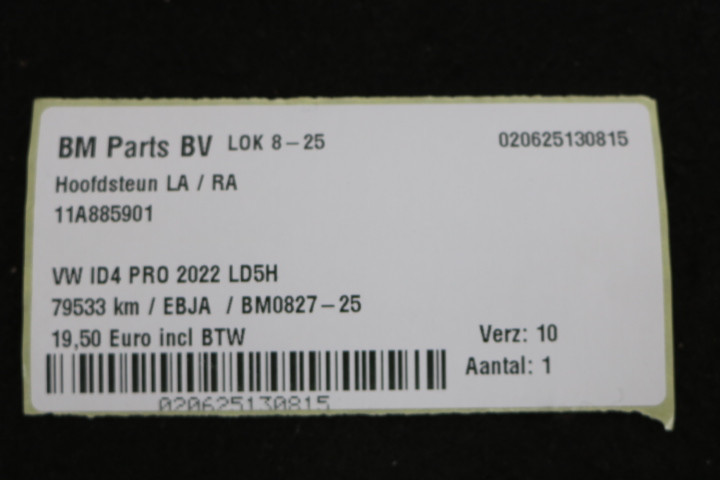 BM Parts BV LOK 8-25 020625130815
Hoofdsteun LA / RA
11A885901
VW ID4 PRO 2022 LD5H
79533 km / EBJA / BM0827-25
19,50 Euro incl BTW
Verz: 10
Aantal: 1
020625130815